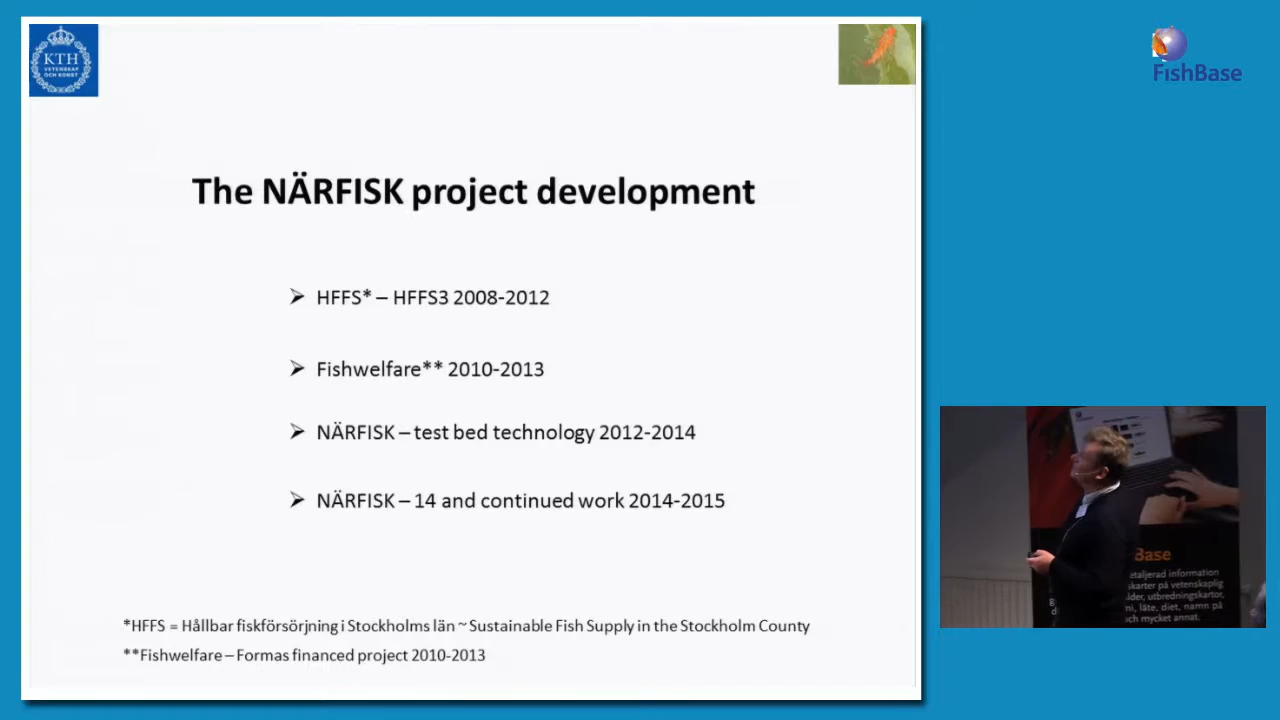 KTH
VETENSKAP
OCH KONST
FishBase
The NÄRFISK project development
➢ HFFS* – HFFS3 2008-2012
➢ Fishwelfare** 2010-2013
➢ NÄRFISK – test bed technology 2012-2014
➢ NÄRFISK – 14 and continued work 2014-2015
*HFFS = Hållbar fiskförsörjning i Stockholms län ~ Sustainable Fish Supply in the Stockholm County
**Fishwelfare – Formas financed project 2010-2013
Base
etaljerad information
skarter på vetenskaplig
lder, utbredningskartor,
ni, läte, diet, namn på
och mycket annat.